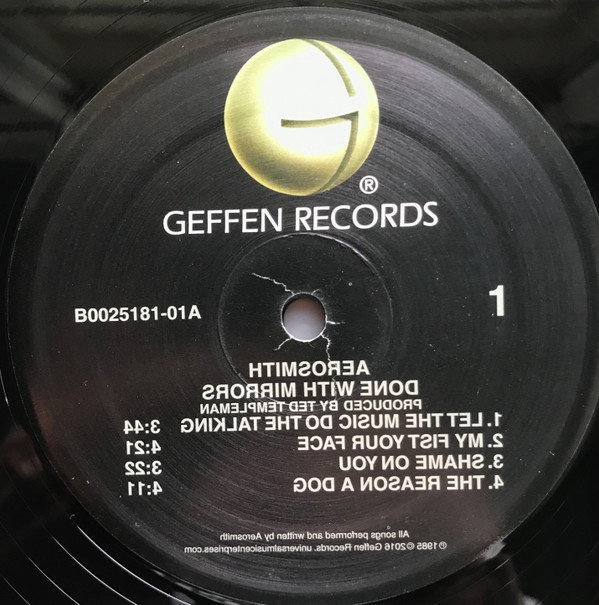 ®
GEFFEN RECORDS
B0025181-01A
1
AEROSMITH
DONE WITH MIRRORS
PRODUCED BY TED TEMPLEMAN
1. LET THE MUSIC DO THE TALKING 3:44
2. MY FIST YOUR FACE 4:21
3. SHAME ON YOU 3:22
4. THE REASON A DOG 4:11
All songs performed and written by Aerosmith
℗ 1985 © 2016 Geffen Records. universalmusicenterprises.com